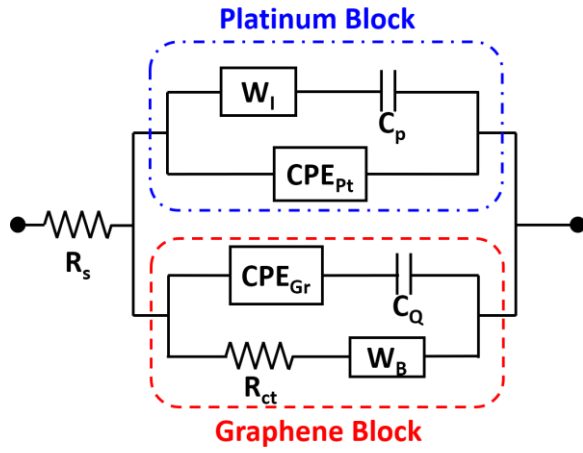 Platinum Block
W_I
C_p
CPE_Pt
R_s
CPE_Gr
C_Q
R_ct
W_B
Graphene Block